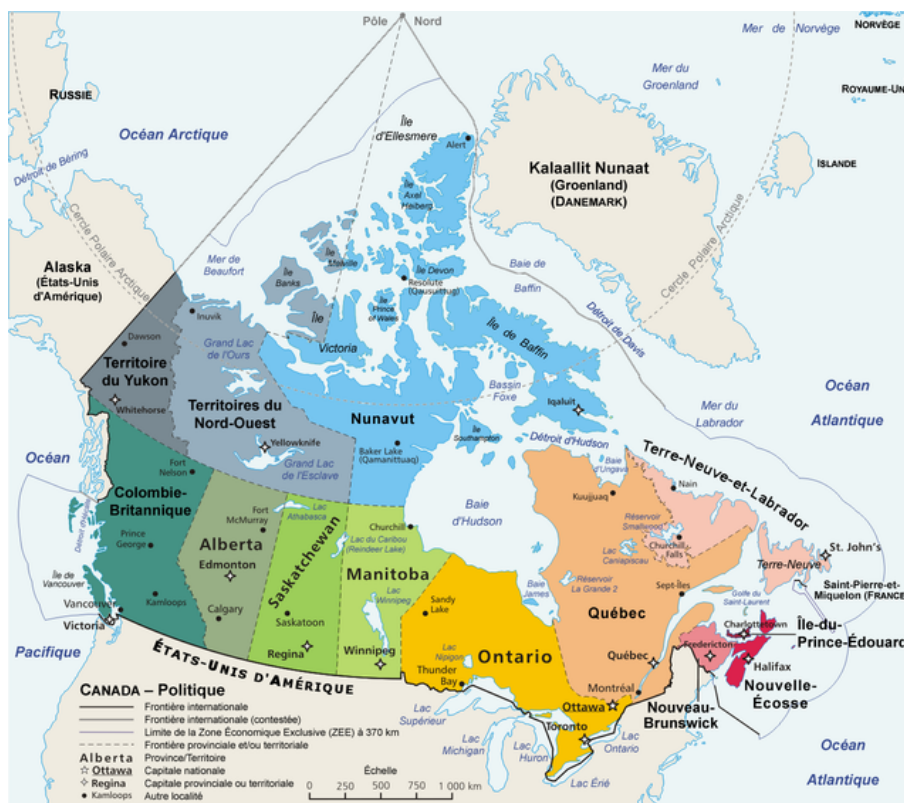 Pôle Nord
Mer de Norvège
NORVÈGE
RUSSIE
Mer du
Groenland
ROYAUME-UN
Océan Arctique
Île
d'Ellesmere
Alert
Détroit de Béring
Kalaallit Nunaat
(Groenland)
(DANEMARK)
ISLANDE
Île
Axel
Heiberg
Cercle Polaire Arctique
Cercle Polaire Arctique
Mer de
Beaufort
Île
Melville
Île Devon
Resolute
(Qausuittuq)
Baie de
Baffin
Alaska
(États-Unis
d'Amérique)
Île
Banks
Île
Prince
of Wales
Île de Baffin
Inuvik
Île
Victoria
Détroit de Davis
Dawson
Grand Lac
de l'Ours
Territoire
du Yukon
Bassin
Foxe
Océan
Atlantique
Whitehorse
Territoires du
Nord-Ouest
Nunavut
Iqaluit
Mer du
Labrador
Yellowknife
Île
Southampton
Détroit d'Hudson
Baker Lake
(Qamanittuaq)
Grand Lac
de l'Esclave
Terre-Neuve-et-Labrador
Océan
Fort
Nelson
Baie
d'Ungava
Colombie-
Britannique
Kuujjuaq
Nain
Lac
Athabasca
Baie
d'Hudson
Fort
McMurray
Réservoir
Smallwood
Churchill
Alberta
Prince
George
Saskatchewan
Lac du Caribou
(Reindeer Lake)
Churchill
Falls
St. John's
Lac
Caniapiscau
Terre-Neuve
Edmonton
Manitoba
Île de
Vancouver
Baie
James
Réservoir
La Grande 2
Sept-Îles
Saint-Pierre-et-
Miquelon (FRANCE)
Kamloops
Lac
Winnipeg
Sandy
Lake
Golfe du
Saint-Laurent
Vancouver
Calgary
Saskatoon
Québec
Charlottetown
Île-du-
Prince-Édouard
Victoria
Fredericton
Pacifique
Regina
Winnipeg
Ontario
Québec
Halifax
Lac
Nipigon
Nouvelle-
Écosse
ÉTATS-UNIS D'AMÉRIQUE
Thunder
Bay
Montréal
Nouveau-
Brunswick
Ottawa
Lac
Supérieur
Toronto
Lac
Ontario
Lac
Michigan
Lac
Huron
Lac Érié
Océan
Atlantique
CANADA – Politique
Frontière internationale
Frontière internationale (contestée)
Limite de la Zone Économique Exclusive (ZEE) à 370 km
Frontière provinciale et/ou territoriale
Alberta Province/Territoire
Ottawa Capitale nationale
Regina Capitale provinciale ou territoriale
Kamloops Autre localité
Échelle
0 250 500 750 1 000 km